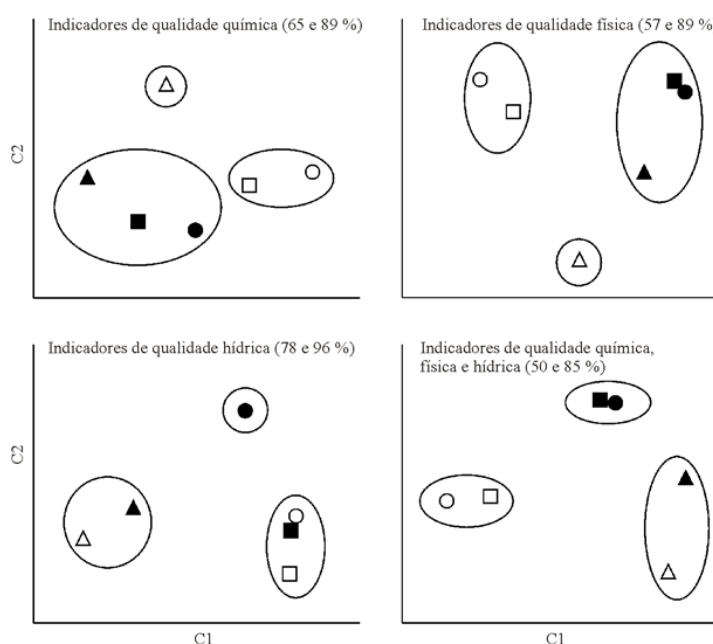 Indicadores de qualidade química (65 e 89 %)
Indicadores de qualidade física (57 e 89 %
C2
Indicadores de qualidade hídrica (78 e 96 %)
Indicadores de qualidade química,
física e hídrica (50 e 85 %)
C2
C1
C1